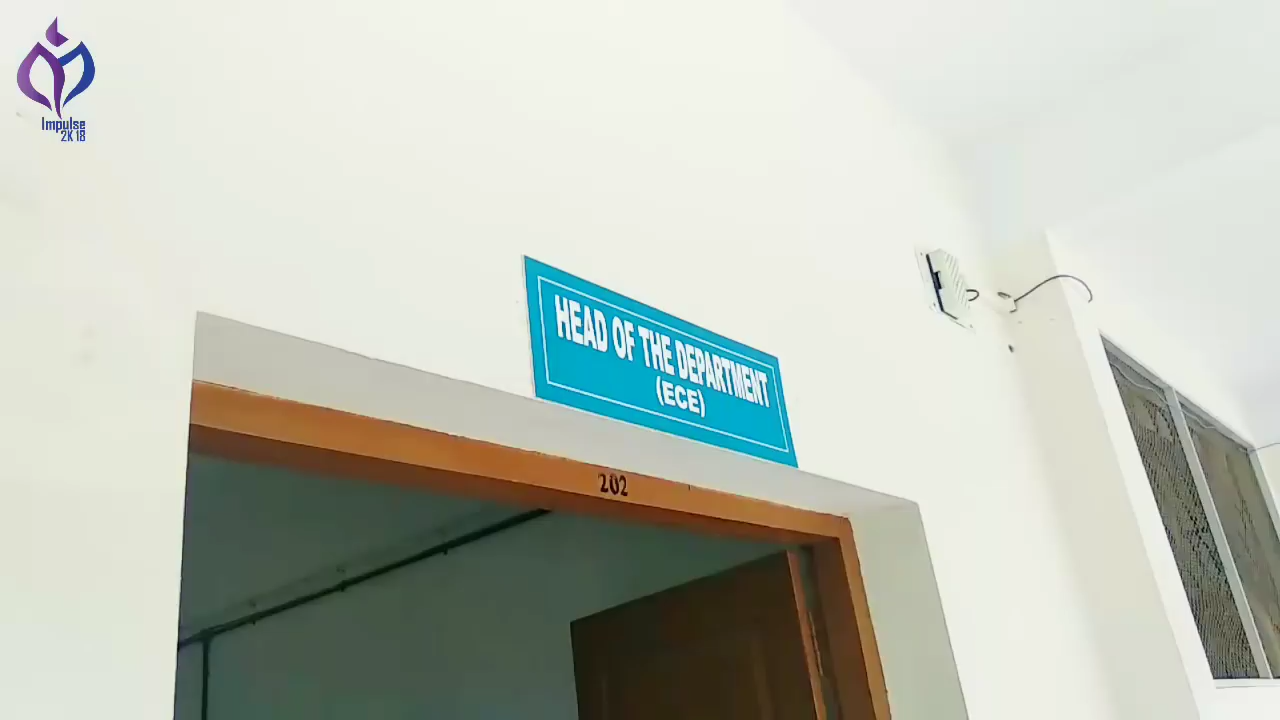 Impulse
2K18
HEAD OF THE DEPARTMENT
(ECE)
202